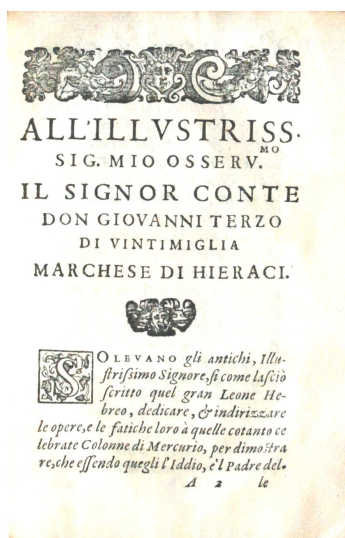 ALL'ILLVSTRISS.
SIG. MIO OSSERV.MO
IL SIGNOR CONTE
DON GIOVANNI TERZO
DI VINTIMIGLIA
MARCHESE DI HIERACI.
SOLEVANO gli antichi, Illu-
ſtriſsimo Signore, ſi come laſciò
ſcritto quel gran Leone He-
breo, dedicare, & indirizzare
le opere, e le fatiche loro à quelle cotanto ce
lebrate Colonne di Mercurio, per dimoſtra
re, che eſſendo quegli l'Iddio, e'l Padre del-
A 2 le